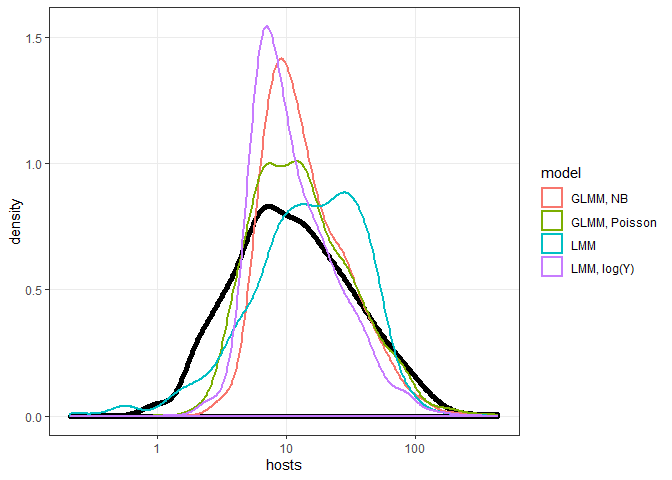 1.5
1.0
0.5
0.0
density
1
10
100
hosts
model
GLMM, NB
GLMM, Poisson
LMM
LMM, log(Y)